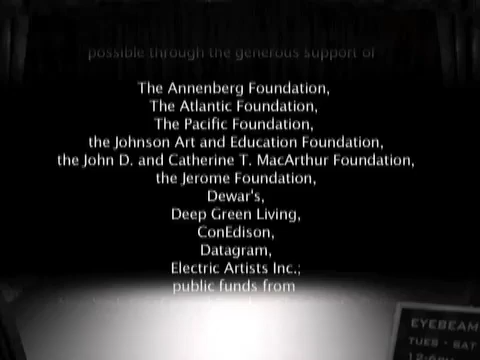 possible through the generous support of
The Annenberg Foundation,
The Atlantic Foundation,
The Pacific Foundation,
the Johnson Art and Education Foundation,
the John D. and Catherine T. MacArthur Foundation,
the Jerome Foundation,
Dewar's,
Deep Green Living,
ConEdison,
Datagram,
Electric Artists Inc.;
public funds from
EYEBEAM
TUES - SAT